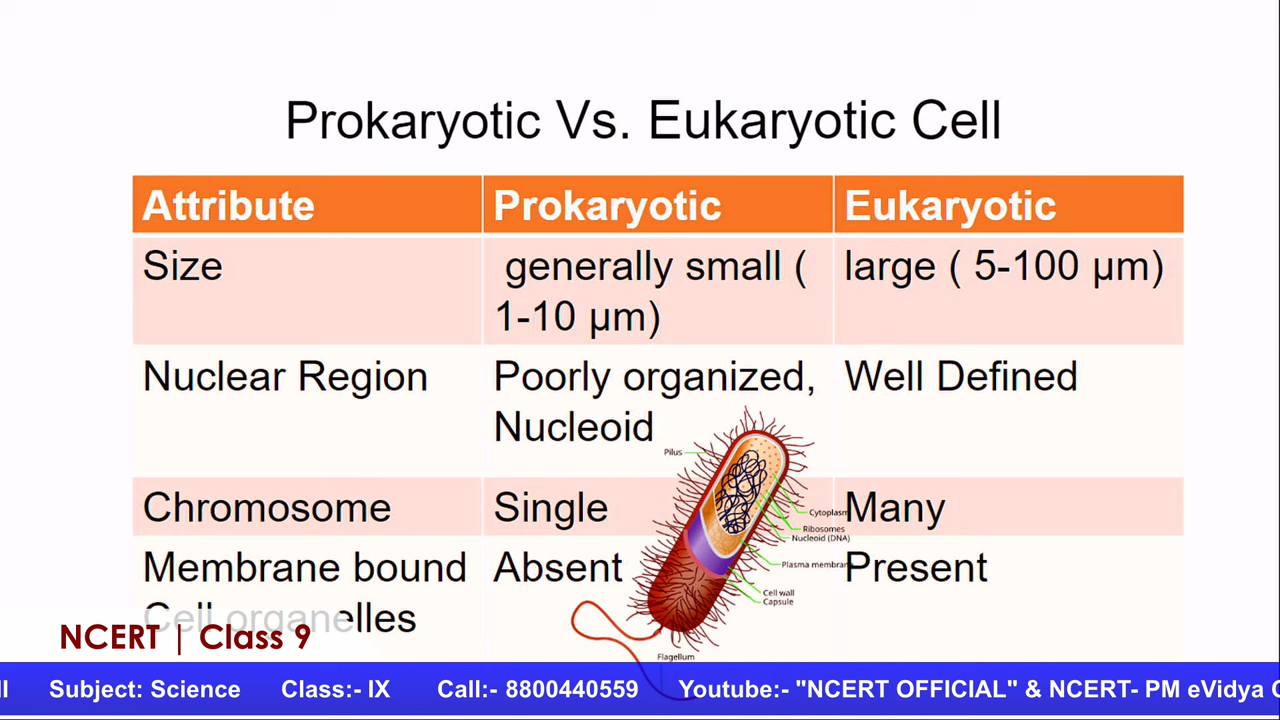 Prokaryotic Vs. Eukaryotic Cell
Attribute Prokaryotic Eukaryotic
Size generally small ( large ( 5-100 µm)
1-10 µm)
Nuclear Region Poorly organized, Well Defined
Nucleoid
Pilus
Chromosome Single Many
Cytoplasm
Ribosomes
Nucleoid (DNA)
Membrane bound Absent Present
Plasma membrane
Cell wall
Capsule
Cell organelles
NCERT | Class 9
Flagellum
Subject: Science Class:- IX Call:- 8800440559 Youtube:- "NCERT OFFICIAL" & NCERT- PM eVidya